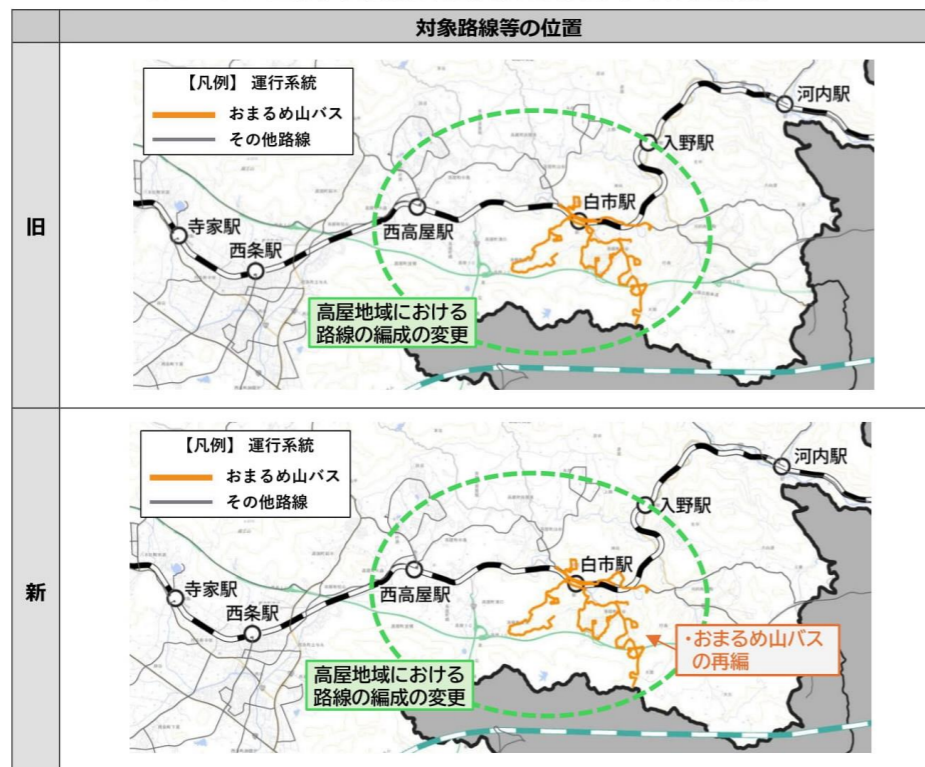 対象路線等の位置
旧
【凡例】 運行系統
おまるめ山バス
その他路線
河内駅
入野駅
白市駅
西高屋駅
寺家駅
西条駅
高屋地域における
路線の編成の変更
新
【凡例】 運行系統
おまるめ山バス
その他路線
河内駅
入野駅
白市駅
西高屋駅
寺家駅
西条駅
・おまるめ山バス
の再編
高屋地域における
路線の編成の変更